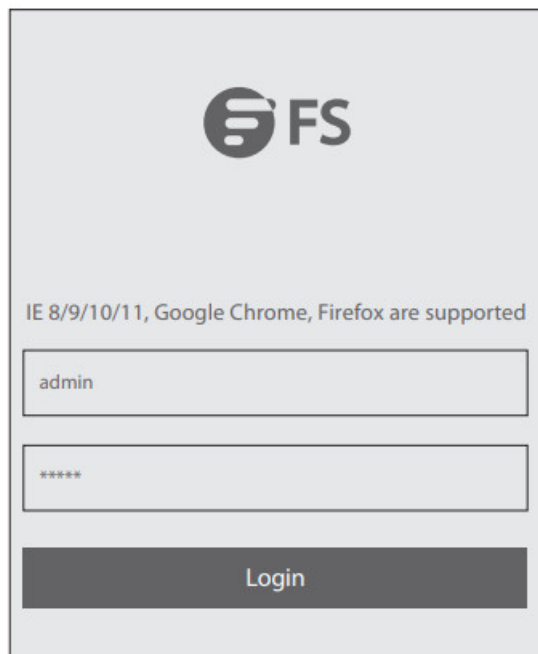 FS
IE 8/9/10/11, Google Chrome, Firefox are supported
admin
*****
Login